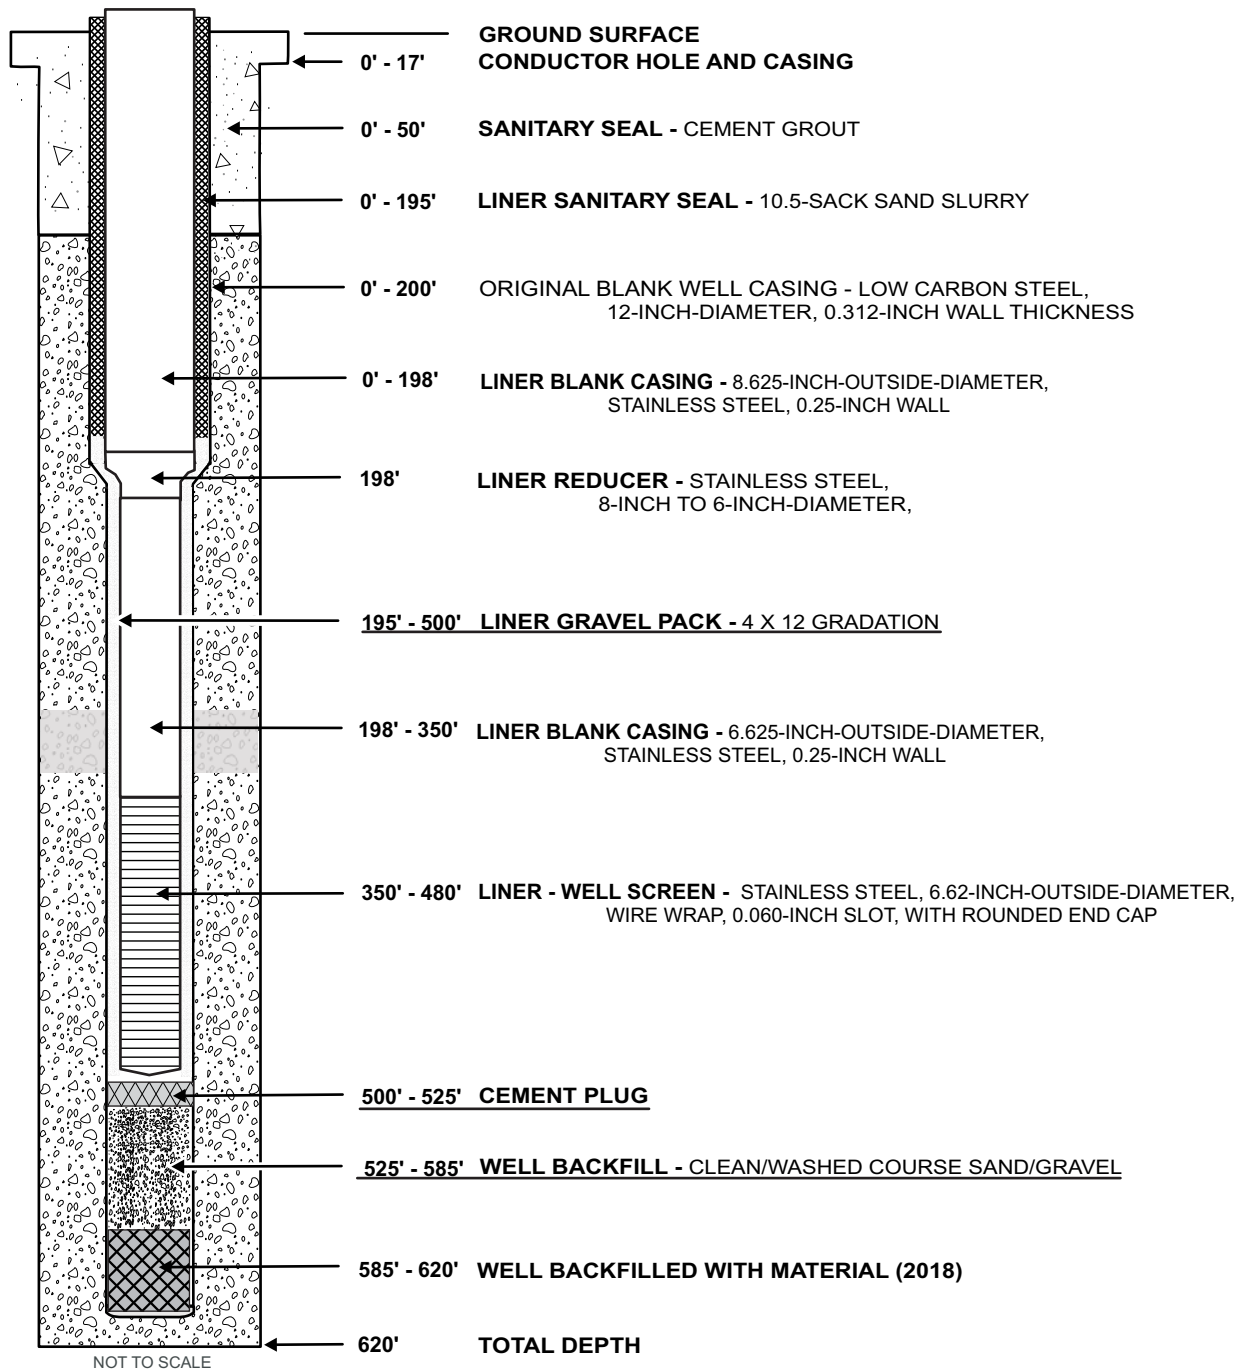 GROUND SURFACE
0' - 17' CONDUCTOR HOLE AND CASING
0' - 50' SANITARY SEAL - CEMENT GROUT
0' - 195' LINER SANITARY SEAL - 10.5-SACK SAND SLURRY
0' - 200' ORIGINAL BLANK WELL CASING - LOW CARBON STEEL,
12-INCH-DIAMETER, 0.312-INCH WALL THICKNESS
0' - 198' LINER BLANK CASING - 8.625-INCH-OUTSIDE-DIAMETER,
STAINLESS STEEL, 0.25-INCH WALL
198' LINER REDUCER - STAINLESS STEEL,
8-INCH TO 6-INCH-DIAMETER,
195' - 500' LINER GRAVEL PACK - 4 X 12 GRADATION
198' - 350' LINER BLANK CASING - 6.625-INCH-OUTSIDE-DIAMETER,
STAINLESS STEEL, 0.25-INCH WALL
350' - 480' LINER - WELL SCREEN - STAINLESS STEEL, 6.62-INCH-OUTSIDE-DIAMETER,
WIRE WRAP, 0.060-INCH SLOT, WITH ROUNDED END CAP
500' - 525' CEMENT PLUG
525' - 585' WELL BACKFILL - CLEAN/WASHED COURSE SAND/GRAVEL
585' - 620' WELL BACKFILLED WITH MATERIAL (2018)
620' TOTAL DEPTH
NOT TO SCALE